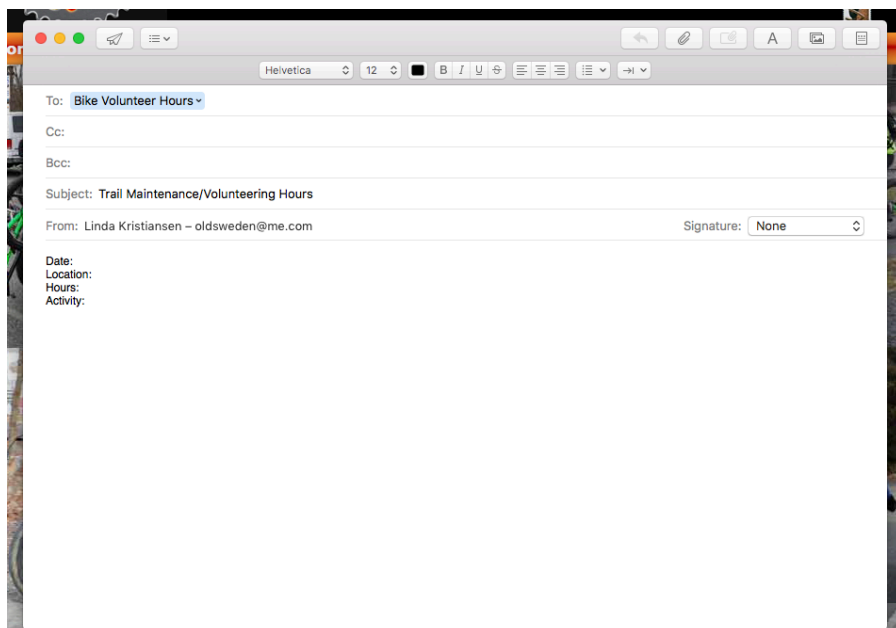 Helvetica 12 B I U S
To: Bike Volunteer Hours
Cc:
Bcc:
Subject: Trail Maintenance/Volunteering Hours
From: Linda Kristiansen – oldsweden@me.com Signature: None
Date:
Location:
Hours:
Activity: